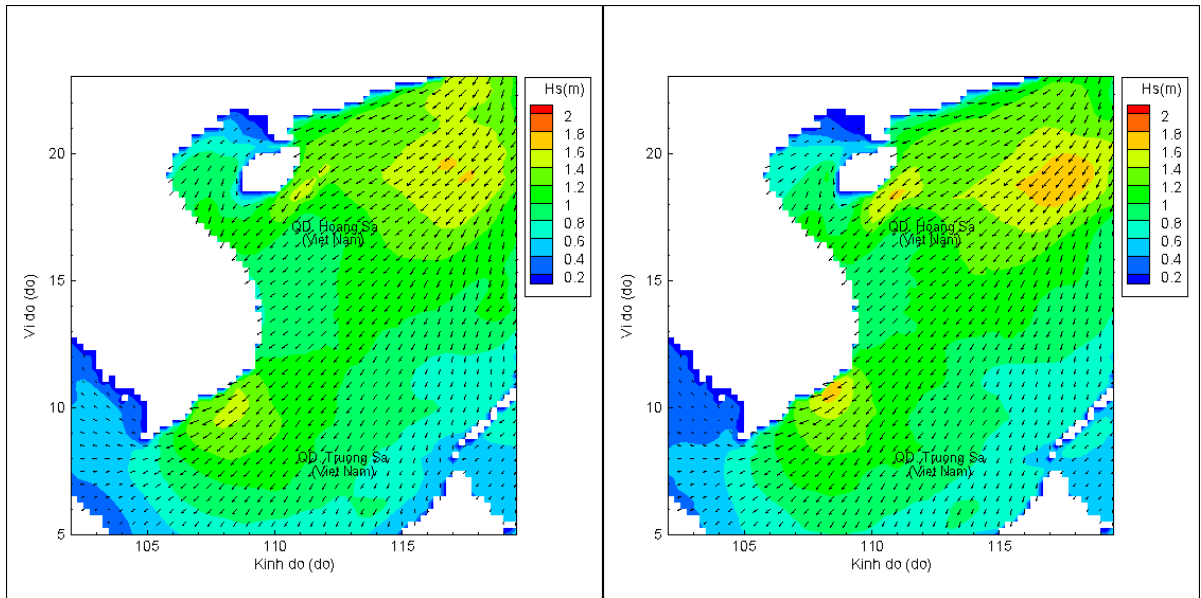 Hs(m)
2
1.8
1.6
1.4
1.2
1
0.8
0.6
0.4
0.2
20
15
10
5
Vi do (do)
QD. Hoang Sa
(Viet Nam)
QD. Truong Sa
(Viet Nam)
105
110
115
Kinh do (do)
Hs(m)
2
1.8
1.6
1.4
1.2
1
0.8
0.6
0.4
0.2
20
15
10
5
Vi do (do)
QD. Hoang Sa
(Viet Nam)
QD. Truong Sa
(Viet Nam)
105
110
115
Kinh do (do)